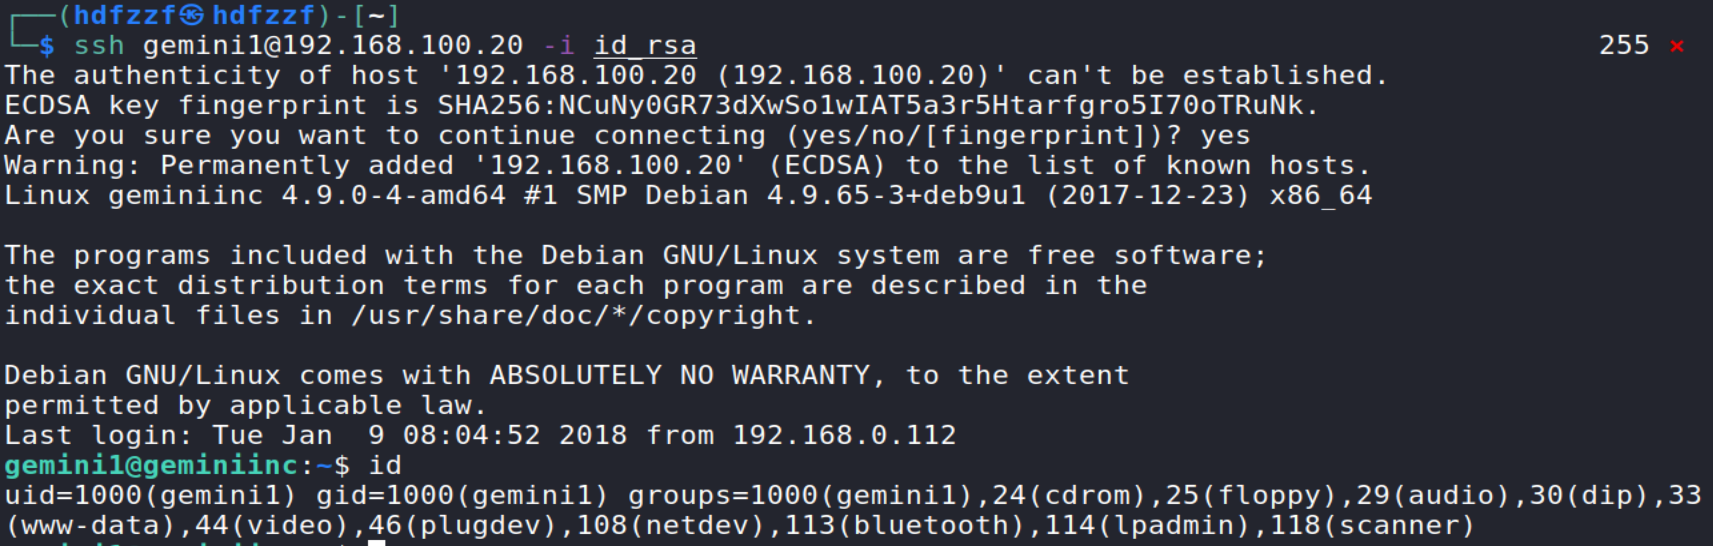 ┌──(hdfzzf㉿hdfzzf)-[~]
└─$ ssh gemini1@192.168.100.20 -i id_rsa 255 ⨯
The authenticity of host '192.168.100.20 (192.168.100.20)' can't be established.
ECDSA key fingerprint is SHA256:NCuNy0GR73dXwSo1wIAT5a3r5Htarfgro5I70oTRuNk.
Are you sure you want to continue connecting (yes/no/[fingerprint])? yes
Warning: Permanently added '192.168.100.20' (ECDSA) to the list of known hosts.
Linux geminiinc 4.9.0-4-amd64 #1 SMP Debian 4.9.65-3+deb9u1 (2017-12-23) x86_64
The programs included with the Debian GNU/Linux system are free software;
the exact distribution terms for each program are described in the
individual files in /usr/share/doc/*/copyright.
Debian GNU/Linux comes with ABSOLUTELY NO WARRANTY, to the extent
permitted by applicable law.
Last login: Tue Jan  9 08:04:52 2018 from 192.168.0.112
gemini1@geminiinc:~$ id
uid=1000(gemini1) gid=1000(gemini1) groups=1000(gemini1),24(cdrom),25(floppy),29(audio),30(dip),33
(www-data),44(video),46(plugdev),108(netdev),113(bluetooth),114(lpadmin),118(scanner)